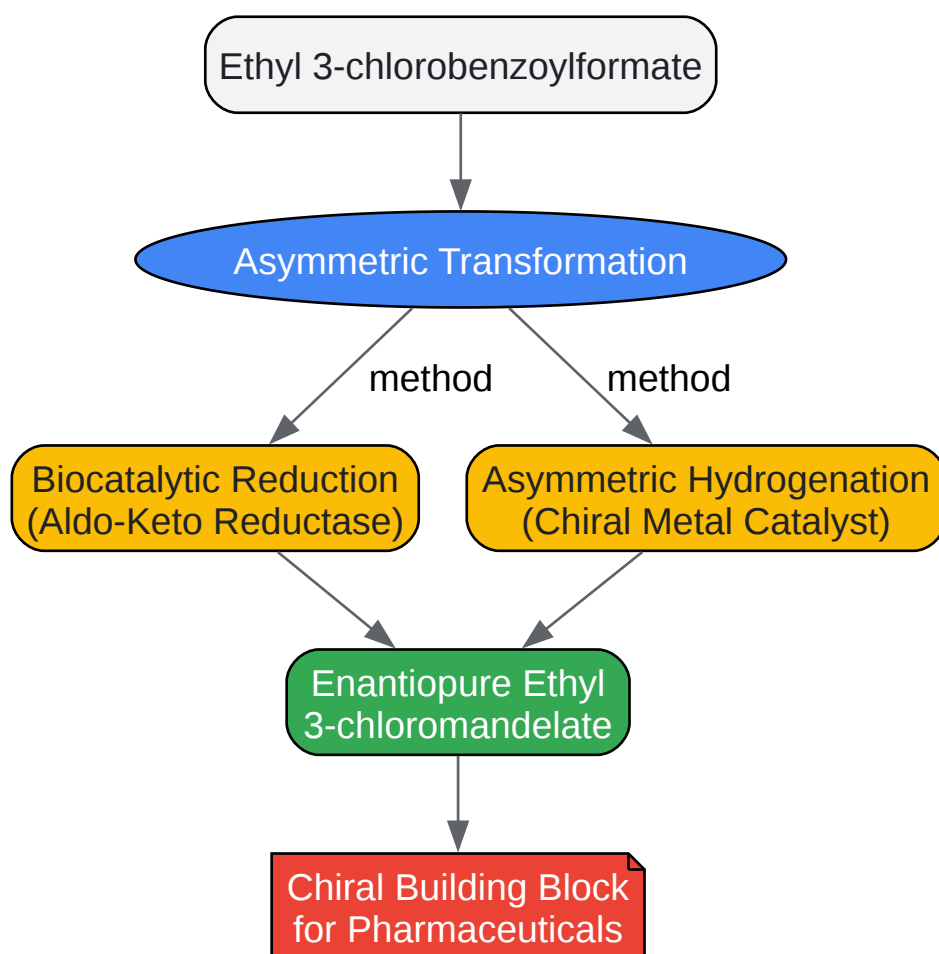 Ethyl 3-chlorobenzoylformate
Asymmetric Transformation
method
method
Biocatalytic Reduction
(Aldo-Keto Reductase)
Asymmetric Hydrogenation
(Chiral Metal Catalyst)
Enantiopure Ethyl
3-chloromandelate
Chiral Building Block
for Pharmaceuticals